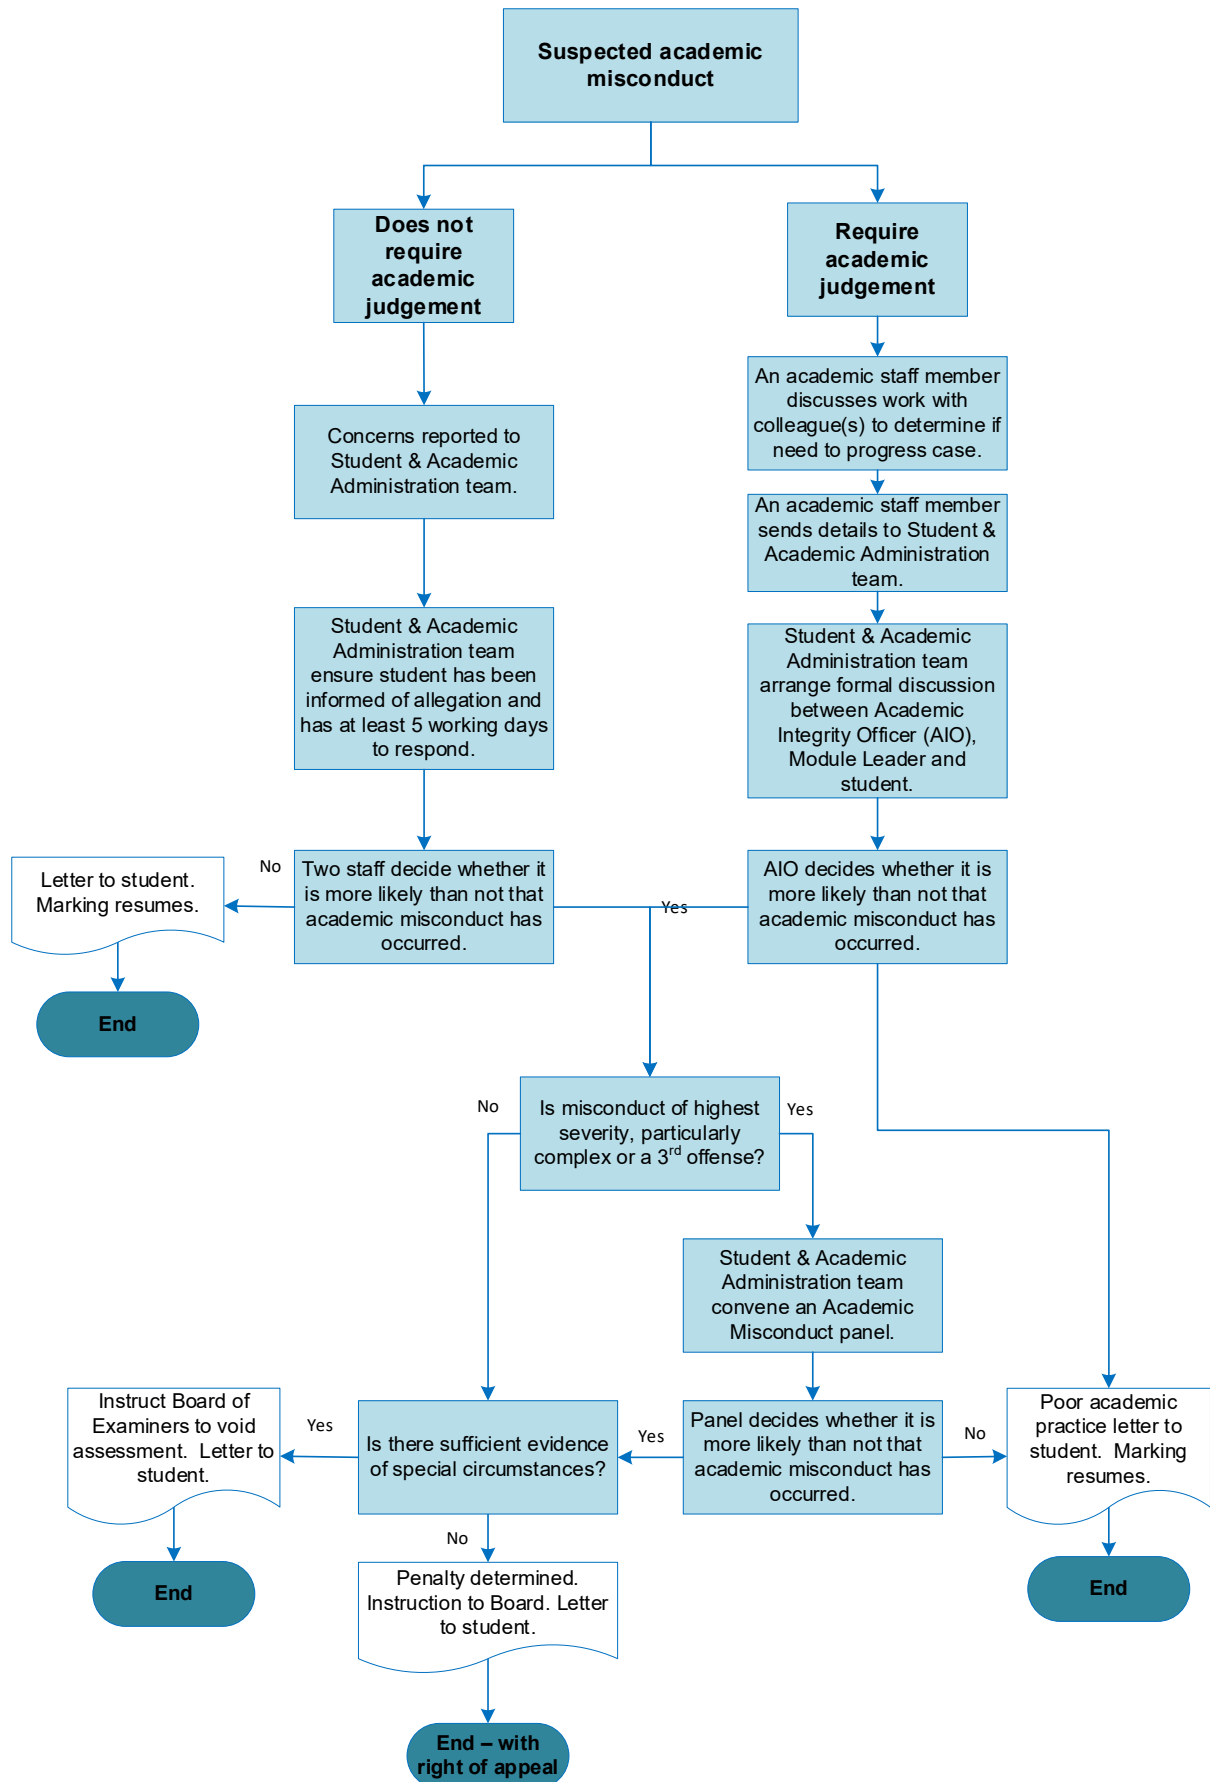 Suspected academic
misconduct
Does not
require
academic
judgement
Require
academic
judgement
An academic staff member
discusses work with
colleague(s) to determine if
need to progress case.
Concerns reported to
Student & Academic
Administration team.
An academic staff member
sends details to Student &
Academic Administration
team.
Student & Academic
Administration team
ensure student has been
informed of allegation and
has at least 5 working days
to respond.
Student & Academic
Administration team
arrange formal discussion
between Academic
Integrity Officer (AIO),
Module Leader and
student.
Letter to student.
Marking resumes.
No
Two staff decide whether it
is more likely than not that
academic misconduct has
occurred.
Yes
AIO decides whether it is
more likely than not that
academic misconduct has
occurred.
End
No
Is misconduct of highest
severity, particularly
complex or a 3rd offense?
Yes
Student & Academic
Administration team
convene an Academic
Misconduct panel.
Instruct Board of
Examiners to void
assessment. Letter to
student.
Yes
Is there sufficient evidence
of special circumstances?
Yes
Panel decides whether it is
more likely than not that
academic misconduct has
occurred.
No
Poor academic
practice letter to
student. Marking
resumes.
No
End
Penalty determined.
Instruction to Board. Letter
to student.
End
End – with
right of appeal